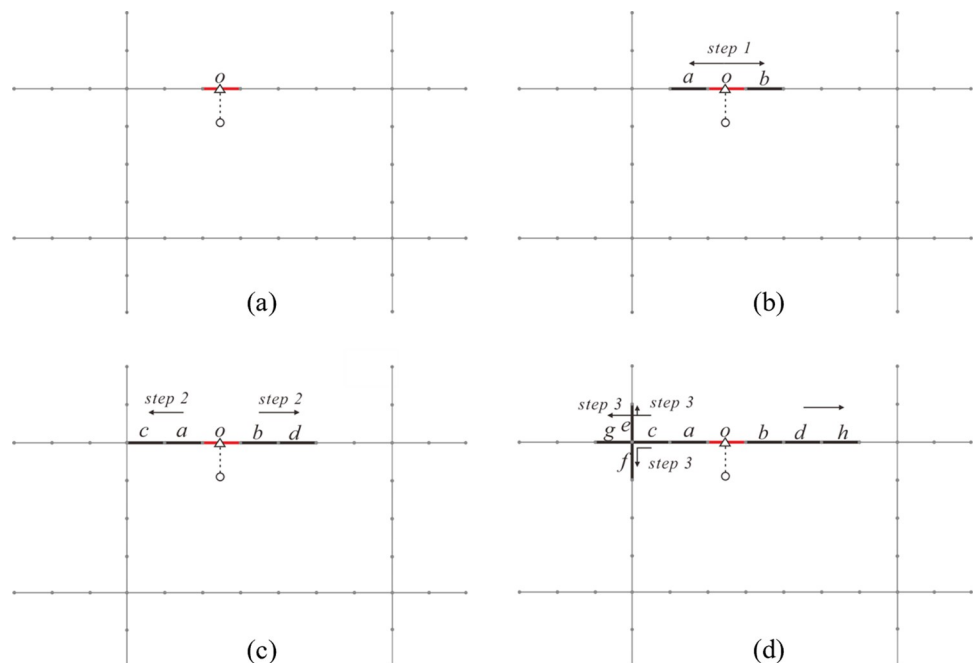 o
(a)
step 1
a o b
(b)
step 2 step 2
c a o b d
(c)
step 3 step 3
g e c a o b d h
f step 3
(d)